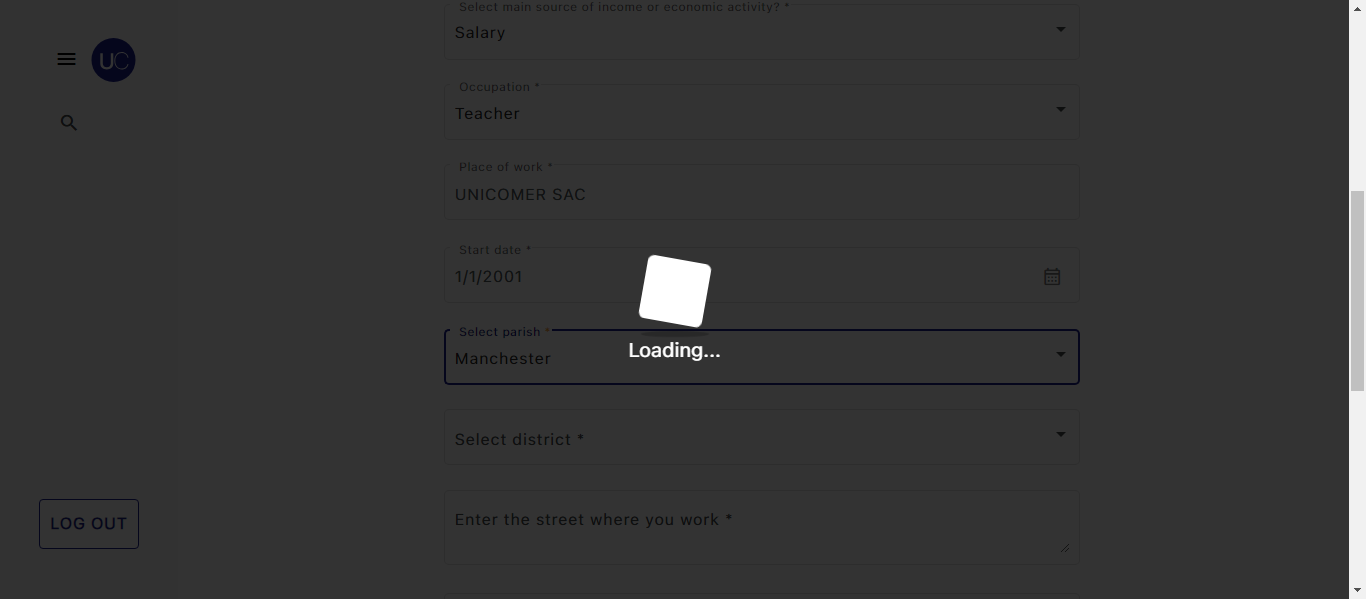 Select main source of income or economic activity? *
Salary
UC
Occupation *
Teacher
Place of work *
UNICOMER SAC
Start date *
1/1/2001
Select parish *
Manchester
Loading...
Select district *
Enter the street where you work *
LOG OUT